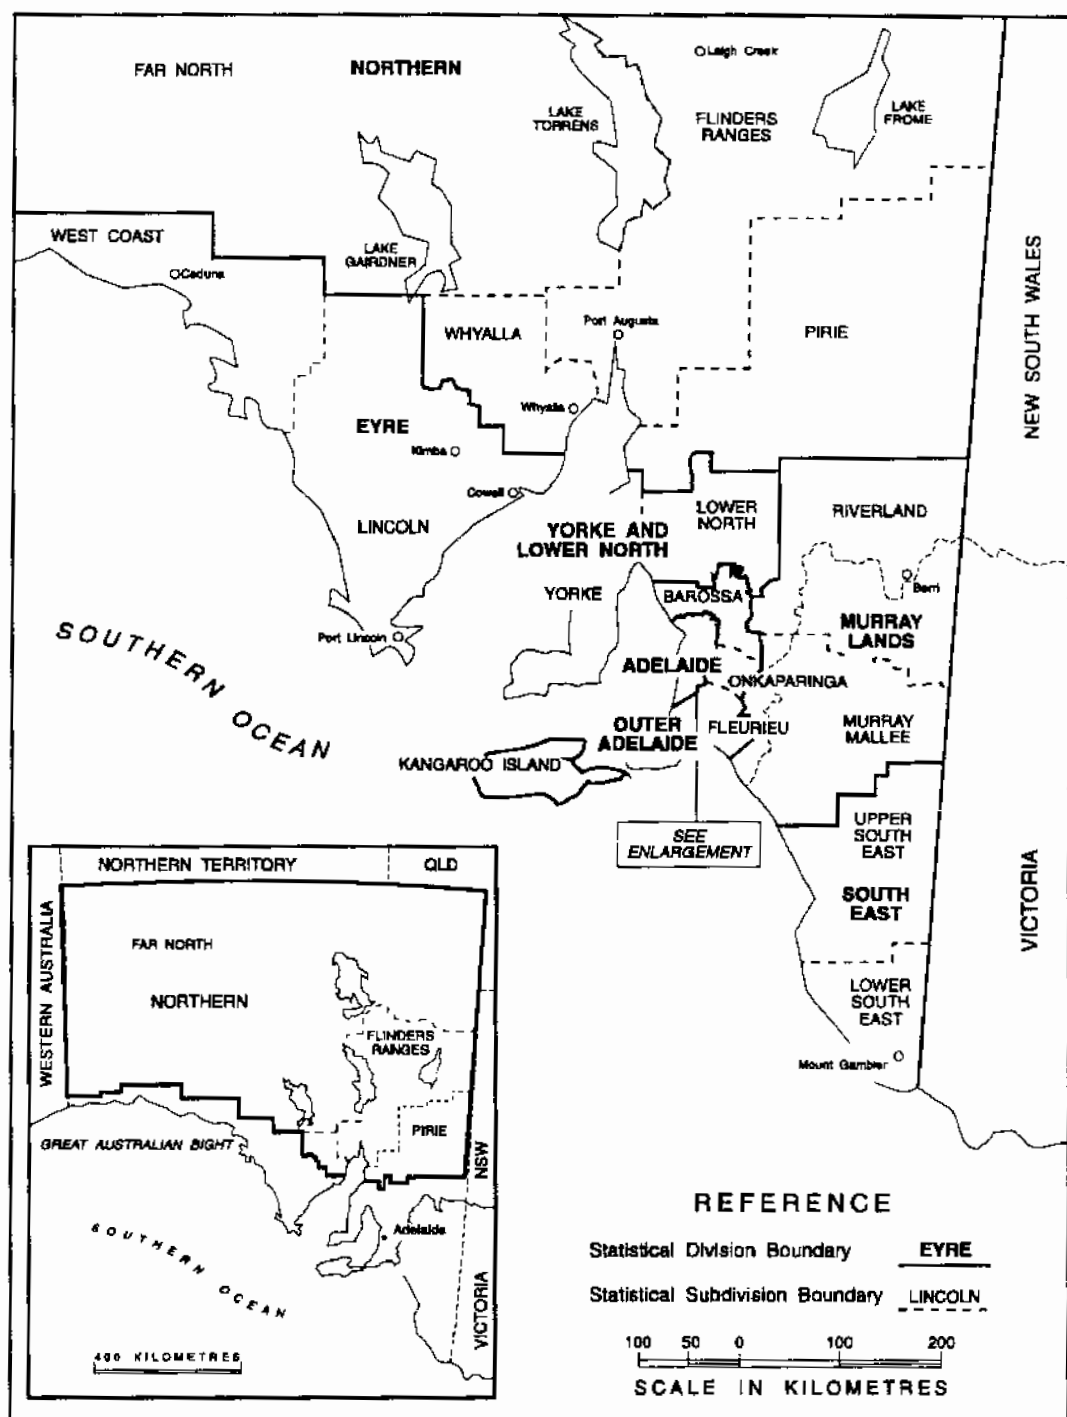 FAR NORTH
NORTHERN
Leigh Creek
LAKE
TORRENS
FLINDERS
RANGES
LAKE
FROME
WEST COAST
LAKE
GAIRDNER
Ceduna
NEW SOUTH WALES
WHYALLA
Port Augusta
PIRIE
Whyalla
EYRE
Kimba
Cowell
LINCOLN
LOWER
NORTH
RIVERLAND
YORKE AND
LOWER NORTH
YORKE
BAROSSA
Berri
MURRAY
LANDS
Port Lincoln
ADELAIDE
ONKAPARINGA
SOUTHERN OCEAN
OUTER
ADELAIDE
FLEURIEU
MURRAY
MALLEE
KANGAROO ISLAND
SEE
ENLARGEMENT
UPPER
SOUTH
EAST
SOUTH
EAST
VICTORIA
LOWER
SOUTH
EAST
Mount Gambier
NORTHERN TERRITORY
QLD
WESTERN AUSTRALIA
FAR NORTH
NORTHERN
FLINDERS
RANGES
PIRIE
GREAT AUSTRALIAN BIGHT
NSW
Adelaide
SOUTHERN OCEAN
VICTORIA
400 KILOMETRES
REFERENCE
Statistical Division Boundary EYRE
Statistical Subdivision Boundary LINCOLN
100 50 0 100 200
SCALE IN KILOMETRES